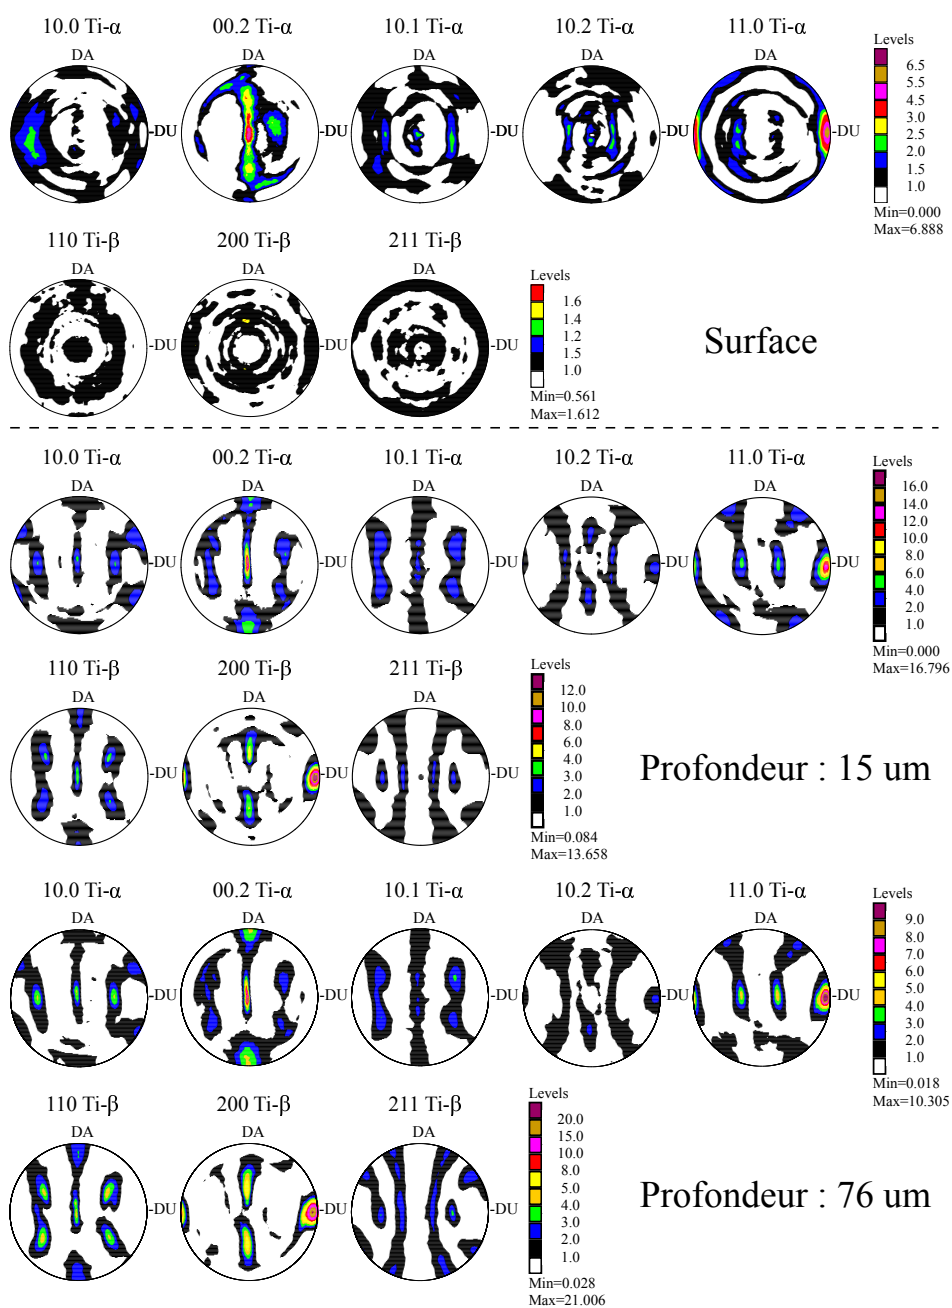 10.0 Ti-α 00.2 Ti-α 10.1 Ti-α 10.2 Ti-α 11.0 Ti-α
DA DA DA DA DA
-DU -DU -DU -DU -DU
Levels
6.5
5.5
4.5
3.0
2.5
2.0
1.5
1.0
Min=0.000
Max=6.888
110 Ti-β 200 Ti-β 211 Ti-β
DA DA DA
-DU -DU -DU
Levels
1.6
1.4
1.2
1.5
1.0
Min=0.561
Max=1.612
Surface
10.0 Ti-α 00.2 Ti-α 10.1 Ti-α 10.2 Ti-α 11.0 Ti-α
DA DA DA DA DA
-DU -DU -DU -DU -DU
Levels
16.0
14.0
12.0
10.0
8.0
6.0
4.0
2.0
1.0
Min=0.000
Max=16.796
110 Ti-β 200 Ti-β 211 Ti-β
DA DA DA
-DU -DU -DU
Levels
12.0
10.0
8.0
6.0
4.0
3.0
2.0
1.0
Min=0.084
Max=13.658
Profondeur : 15 um
10.0 Ti-α 00.2 Ti-α 10.1 Ti-α 10.2 Ti-α 11.0 Ti-α
DA DA DA DA DA
-DU -DU -DU -DU -DU
Levels
9.0
8.0
7.0
6.0
5.0
4.0
3.0
2.0
1.0
Min=0.018
Max=10.305
110 Ti-β 200 Ti-β 211 Ti-β
DA DA DA
-DU -DU -DU
Levels
20.0
15.0
10.0
8.0
5.0
4.0
3.0
2.0
1.0
Min=0.028
Max=21.006
Profondeur : 76 um